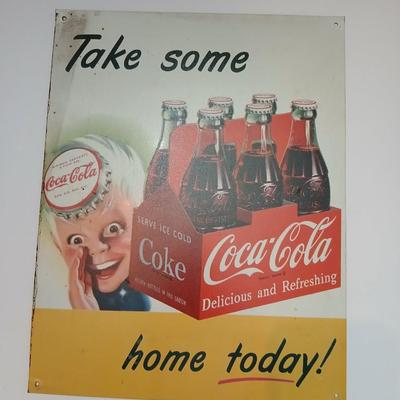 Take some
Coca-Cola
SERVE ICE COLD
Coke
Coca-Cola
Delicious and Refreshing
home today!